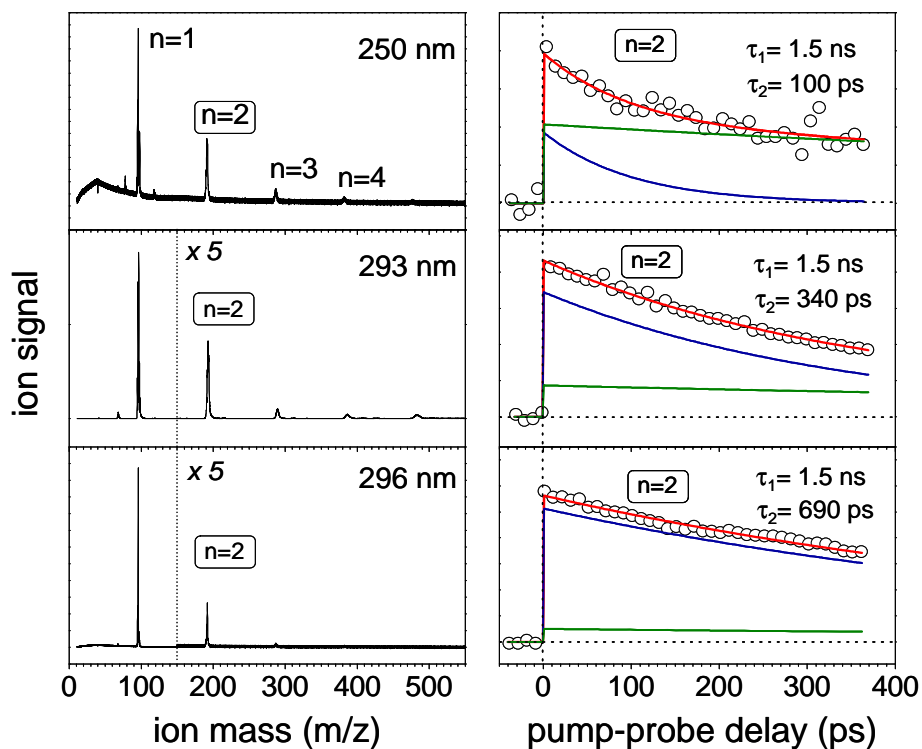 n=1
250 nm
n=2
n=3
n=4
n=2
τ1= 1.5 ns
τ2= 100 ps
x 5
293 nm
n=2
n=2
τ1= 1.5 ns
τ2= 340 ps
x 5
296 nm
n=2
n=2
τ1= 1.5 ns
τ2= 690 ps
ion signal
0 100 200 300 400 500
0 100 200 300 400
ion mass (m/z)
pump-probe delay (ps)